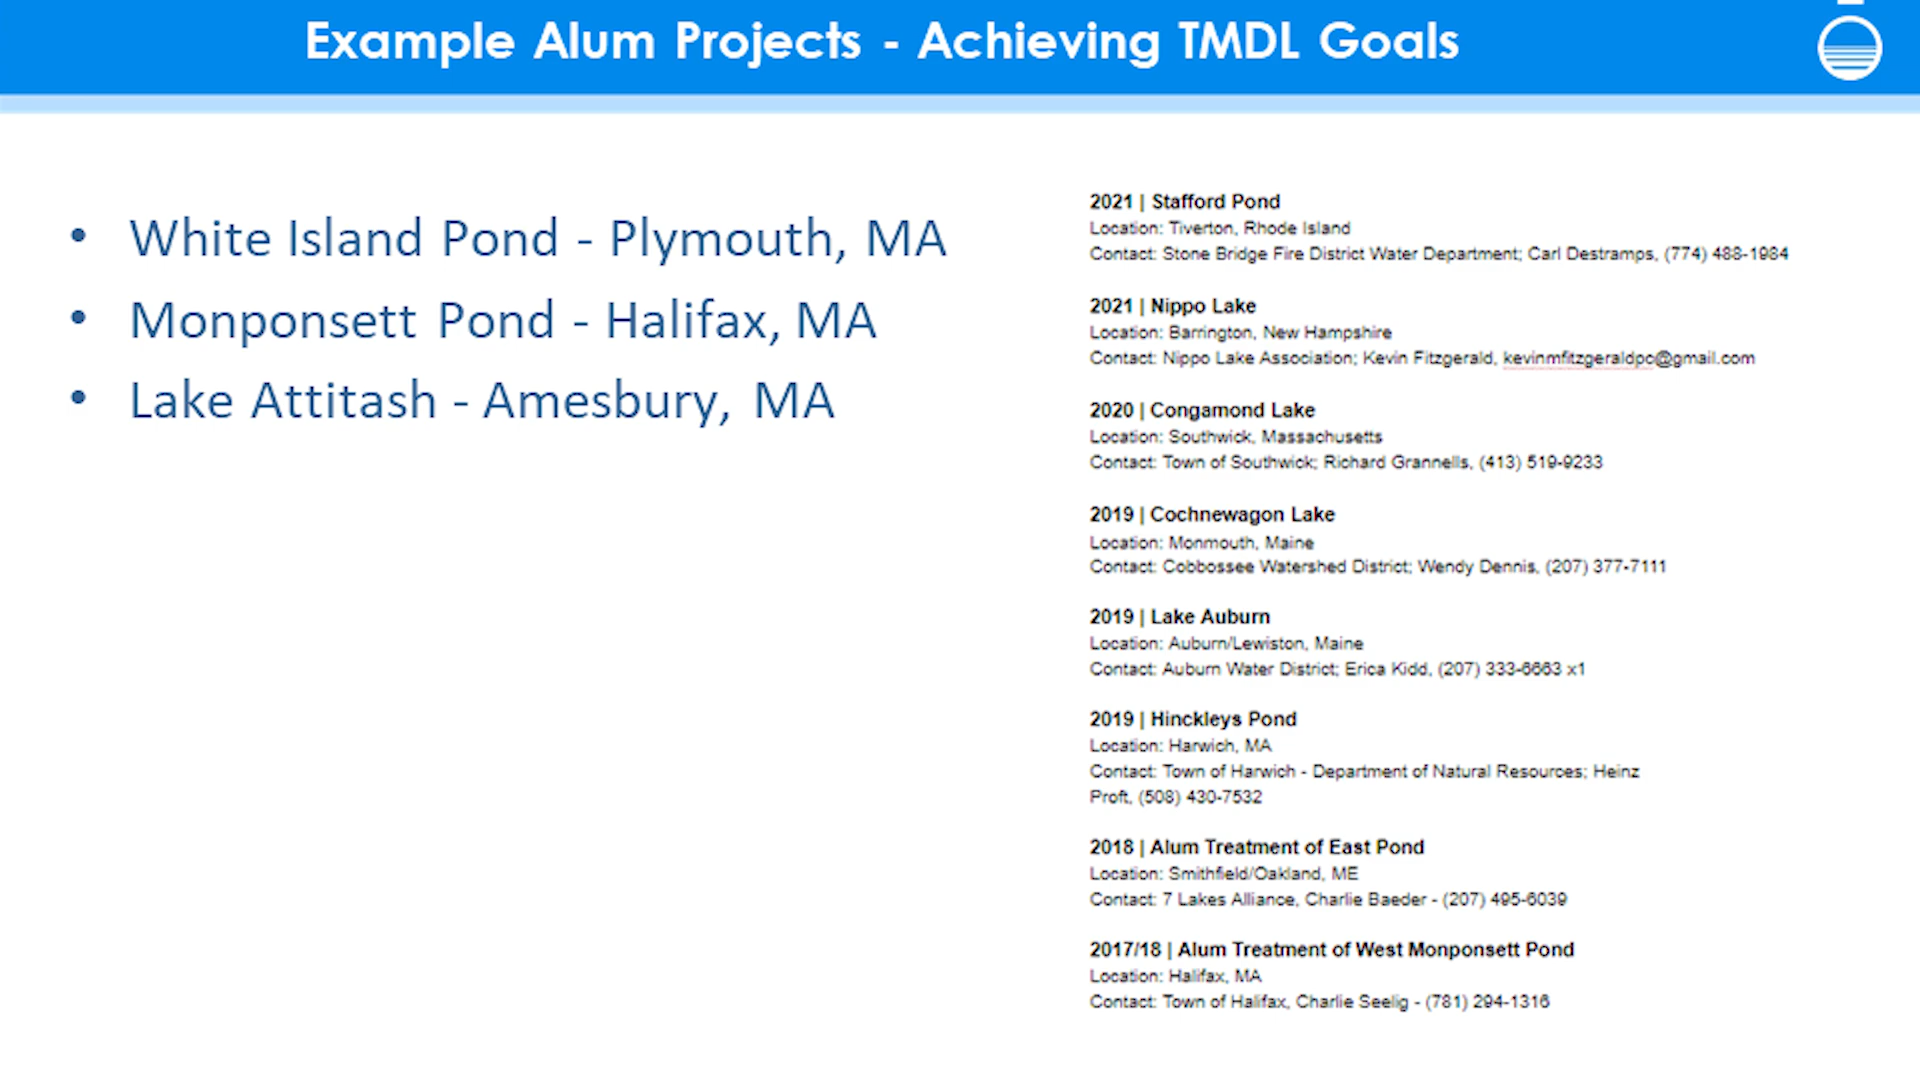 Example Alum Projects - Achieving TMDL Goals
• White Island Pond - Plymouth, MA
• Monponsett Pond - Halifax, MA
• Lake Attitash - Amesbury, MA
2021 | Stafford Pond
Location: Tiverton, Rhode Island
Contact: Stone Bridge Fire District Water Department; Carl Destramps, (774) 488-1984
2021 | Nippo Lake
Location: Barrington, New Hampshire
Contact: Nippo Lake Association; Kevin Fitzgerald, kevinmfitzgeraldpc@gmail.com
2020 | Congamond Lake
Location: Southwick, Massachusetts
Contact: Town of Southwick; Richard Grannells, (413) 519-9233
2019 | Cochnewagon Lake
Location: Monmouth, Maine
Contact: Cobbossee Watershed District; Wendy Dennis, (207) 377-7111
2019 | Lake Auburn
Location: Auburn/Lewiston, Maine
Contact: Auburn Water District; Erica Kidd, (207) 333-6663 x1
2019 | Hinckleys Pond
Location: Harwich, MA
Contact: Town of Harwich - Department of Natural Resources; Heinz
Proft, (508) 430-7532
2018 | Alum Treatment of East Pond
Location: Smithfield/Oakland, ME
Contact: 7 Lakes Alliance, Charlie Baeder - (207) 495-6039
2017/18 | Alum Treatment of West Monponsett Pond
Location: Halifax, MA
Contact: Town of Halifax, Charlie Seelig - (781) 294-1316